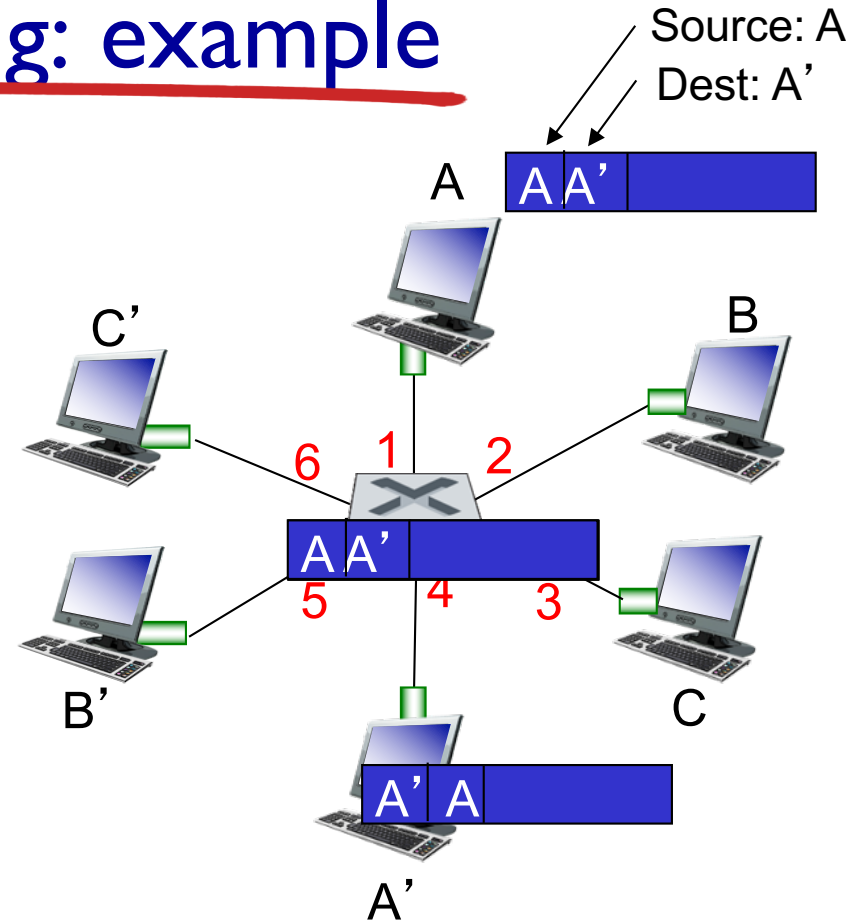 g: example
Source: A
Dest: A’
A
A A’
C’
B
6
1
2
A A’
5
4
3
B’
C
A’ A
A’